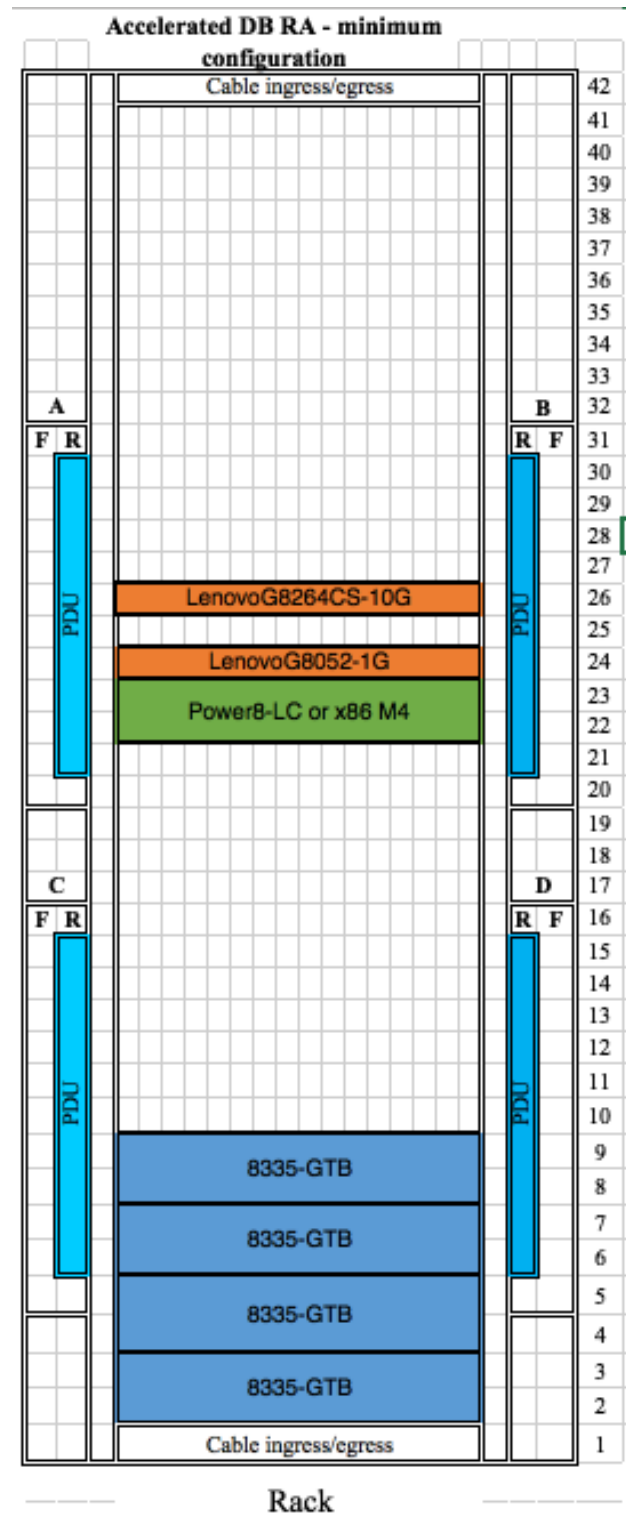 Accelerated DB RA - minimum
configuration
Cable ingress/egress 42
41
40
39
38
37
36
35
34
33
A B 32
F R R F 31
30
29
28
27
LenovoG8264CS-10G 26
PDU PDU 25
LenovoG8052-1G 24
23
Power8-LC or x86 M4 22
21
20
19
18
C D 17
F R R F 16
15
14
13
12
11
PDU PDU 10
9
8335-GTB 8
7
8335-GTB 6
5
8335-GTB 4
3
8335-GTB 2
Cable ingress/egress 1
Rack